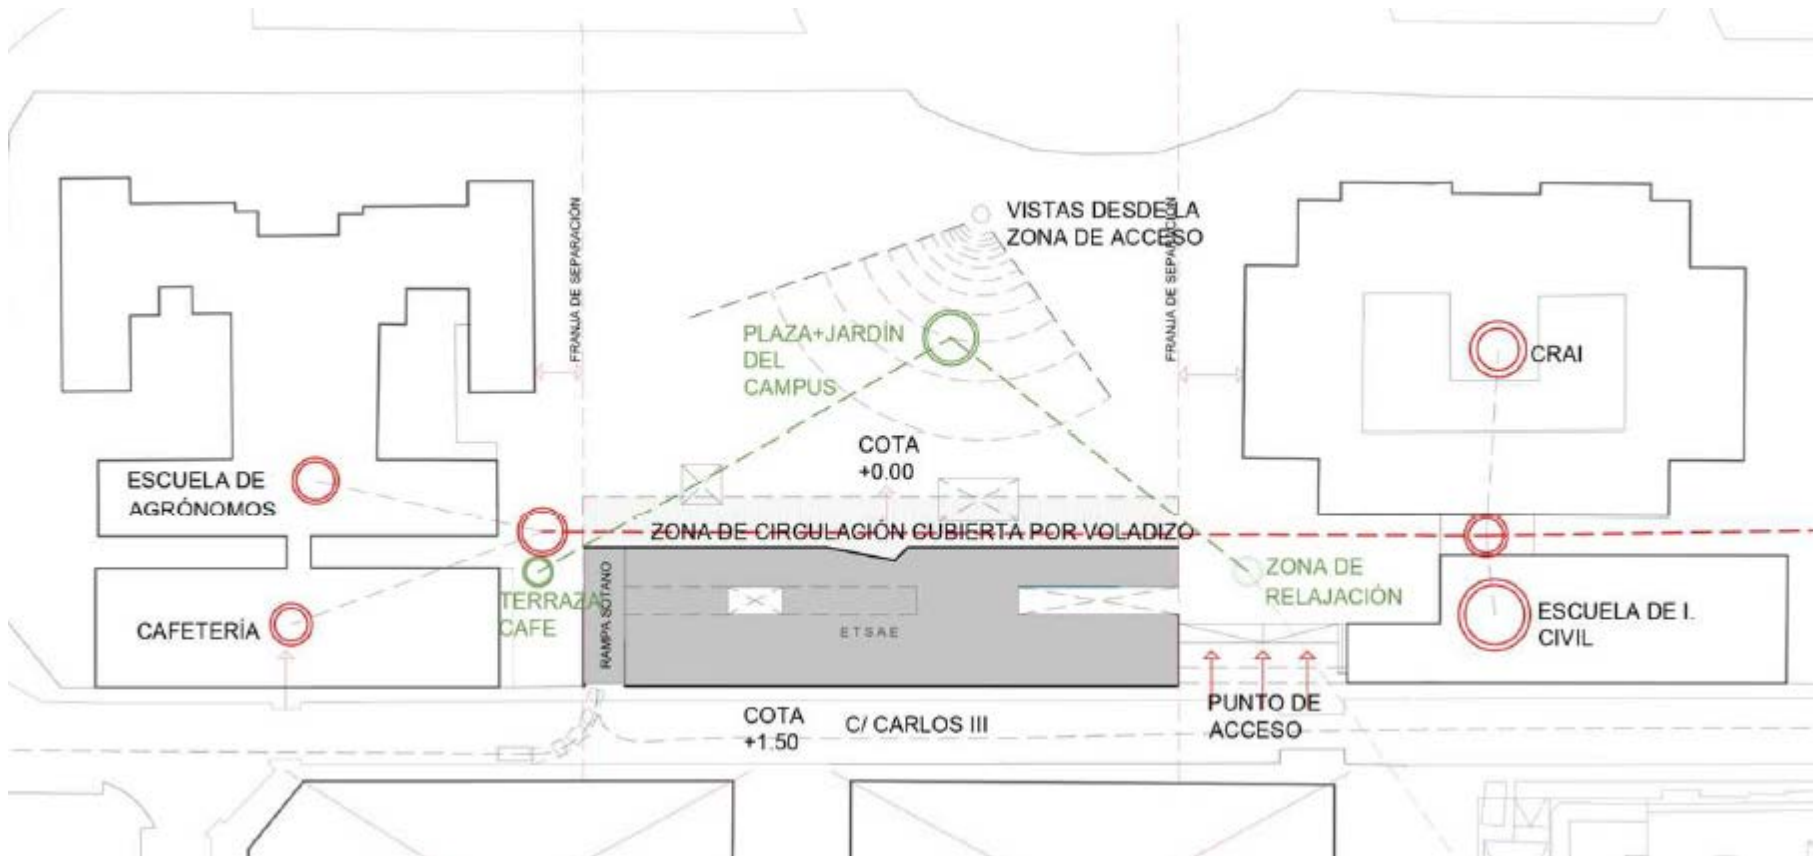 VISTAS DESDE LA
ZONA DE ACCESO
FRANJA DE SEPARACIÓN
FRANJA DE SEPARACIÓN
PLAZA+JARDÍN
DEL
CAMPUS
CRAI
COTA
+0.00
ESCUELA DE
AGRÓNOMOS
ZONA DE CIRCULACIÓN CUBIERTA POR VOLADIZO
TERRAZA
CAFE
RAMPA SOTANO
ZONA DE
RELAJACIÓN
ESCUELA DE I.
CIVIL
CAFETERÍA
ETSAE
PUNTO DE
ACCESO
COTA
+1.50
C/ CARLOS III